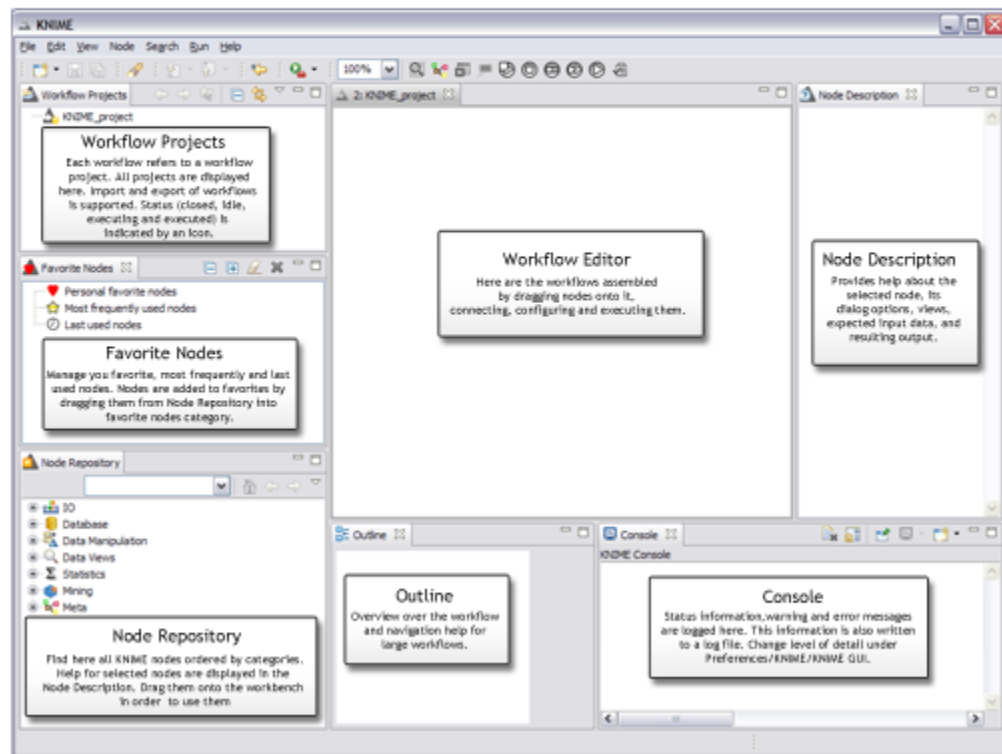 KNIME
File Edit View Node Search Run Help
100%
Workflow Projects
KNIME_project
Workflow Projects
Each workflow refers to a workflow
project. All projects are displayed
here. Import and export of workflows
is supported. Status (closed, idle,
executing and executed) is
indicated by an icon.
Favorite Nodes
Personal favorite nodes
Most frequently used nodes
Last used nodes
Favorite Nodes
Manage you favorite, most frequently and last
used nodes. Nodes are added to favorites by
dragging them from Node Repository into
favorite nodes category.
Node Repository
IO
Database
Data Manipulation
Data Views
Statistics
Mining
Meta
Node Repository
Find here all KNIME nodes ordered by categories.
Help for selected nodes are displayed in the
Node Description. Drag them onto the workbench
in order to use them
2: KNIME_project
Workflow Editor
Here are the workflows assembled
by dragging nodes onto it,
connecting, configuring and executing them.
Node Description
Node Description
Provides help about the
selected node, its
dialog options, views,
expected input data, and
resulting output.
Outline
Outline
Overview over the workflow
and navigation help for
large workflows.
Console
KNIME Console
Console
Status information,warning and error messages
are logged here. This information is also written
to a log file. Change level of detail under
Preferences/KNIME/KNIME GUI.